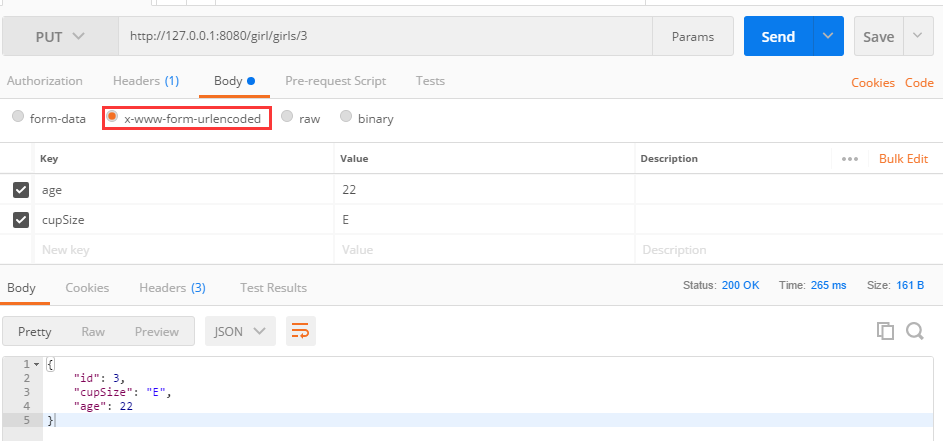 PUT http://127.0.0.1:8080/girl/girls/3 Params Send Save
Authorization Headers (1) Body Pre-request Script Tests Cookies Code
form-data x-www-form-urlencoded raw binary
Key Value Description ••• Bulk Edit
age 22
cupSize E
New key Value Description
Body Cookies Headers (3) Test Results Status: 200 OK Time: 265 ms Size: 161 B
Pretty Raw Preview JSON
1 {
2 "id": 3,
3 "cupSize": "E",
4 "age": 22
5 }